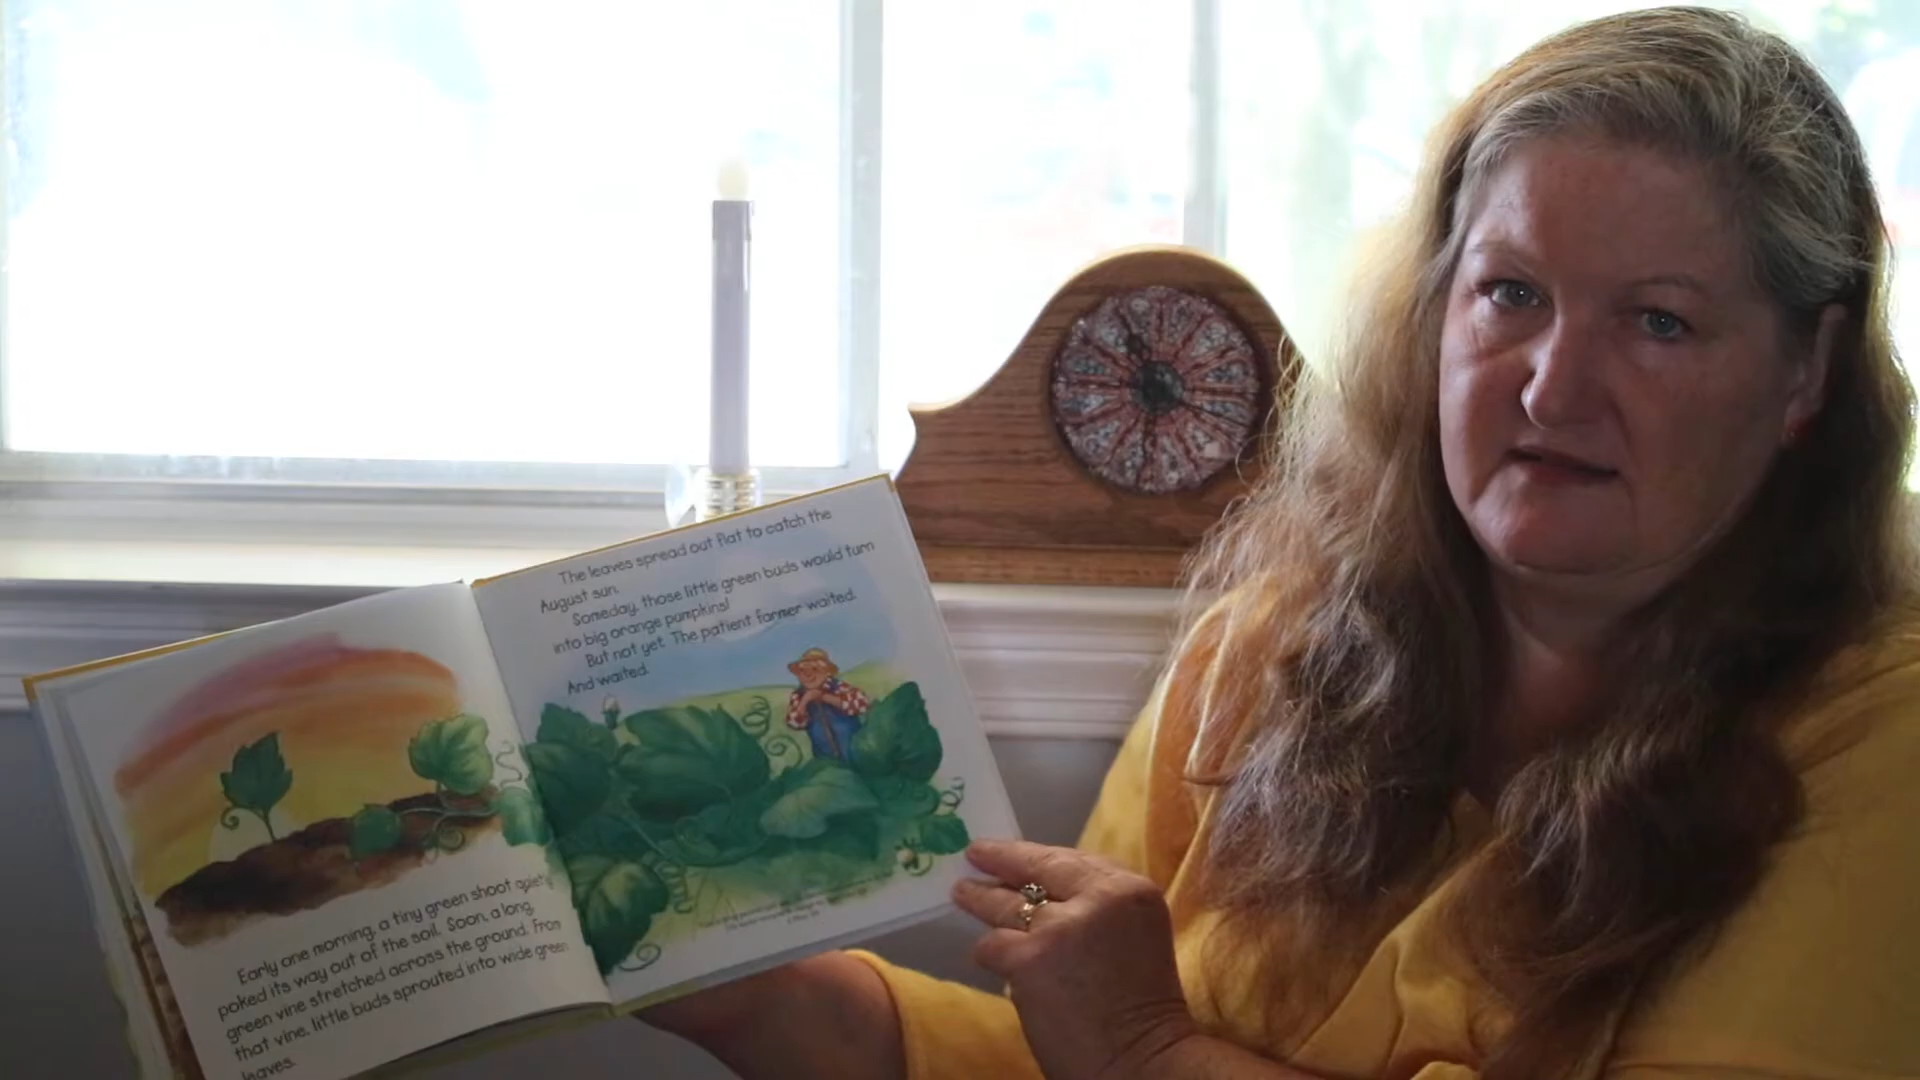 Early one morning, a tiny green shoot quietly
poked its way out of the soil. Soon, a long,
green vine stretched across the ground. From
that vine, little buds sprouted into wide green
leaves.
The leaves spread out flat to catch the
August sun.
Someday, those little green buds would turn
into big orange pumpkins!
But not yet. The patient farmer waited.
And waited.